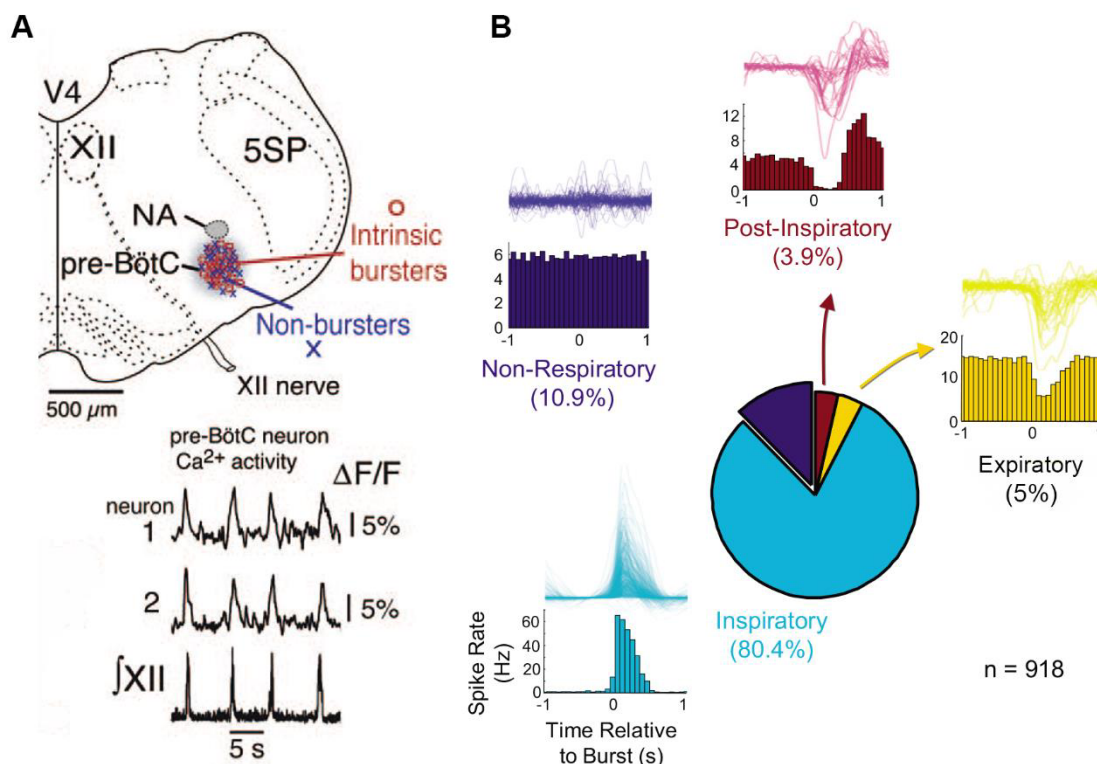 A
V4
XII
5SP
NA
pre-BötC
Intrinsic
bursters
Non-bursters
x
XII nerve
500 µm
pre-BötC neuron
Ca2+ activity
ΔF/F
neuron
1
5%
2
5%
∫XII
5 s
B
12
8
4
0
-1
0
1
Post-Inspiratory
(3.9%)
6
4
2
0
-1
0
1
Non-Respiratory
(10.9%)
20
10
0
-1
0
1
Expiratory
(5%)
60
40
20
0
-1
0
1
Spike Rate
(Hz)
Time Relative
to Burst (s)
Inspiratory
(80.4%)
n = 918